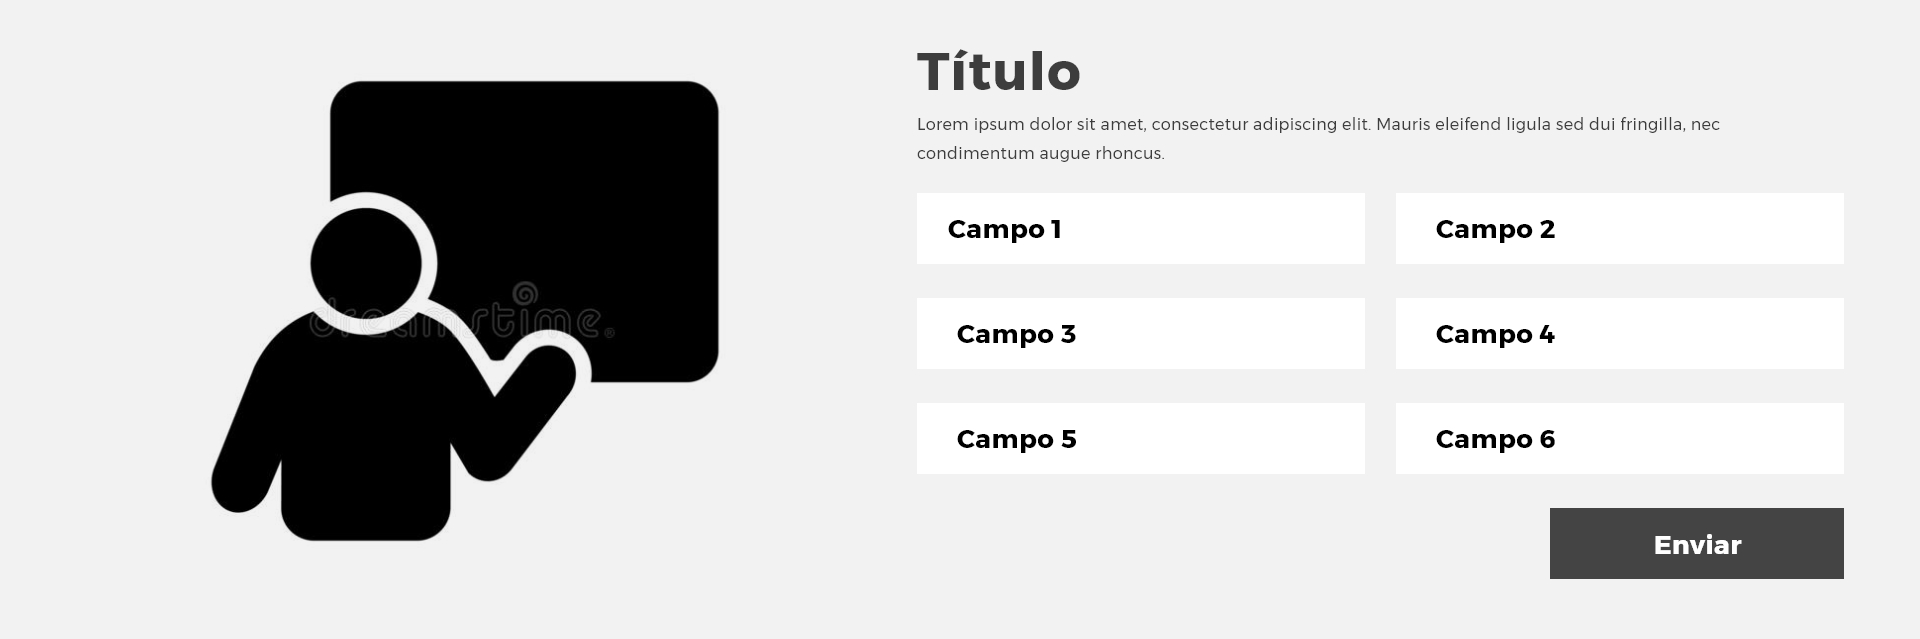 Título
Lorem ipsum dolor sit amet, consectetur adipiscing elit. Mauris eleifend ligula sed dui fringilla, nec
condimentum augue rhoncus.
Campo 1
Campo 2
Campo 3
Campo 4
dreamstime.
Campo 5
Campo 6
Enviar